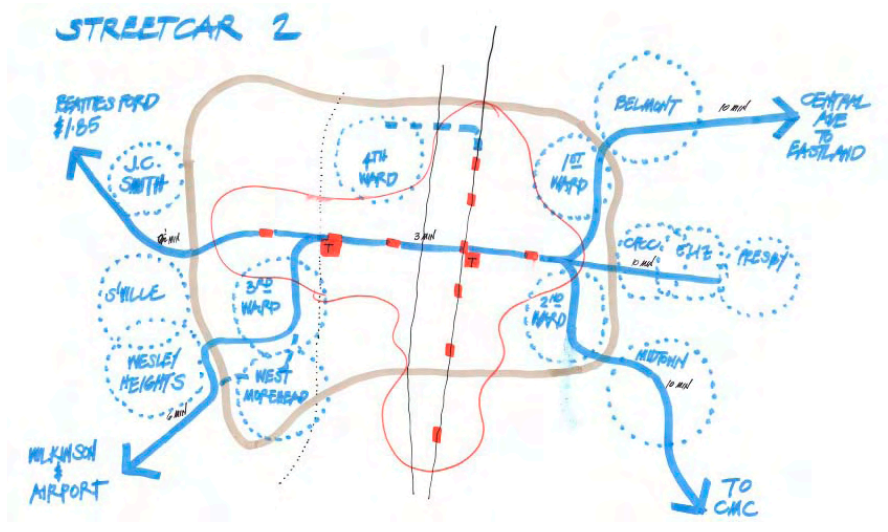 STREETCAR 2
BEATTIES FORD
& I.85
J.C.
SMITH
4TH
WARD
1ST
WARD
BELMONT
10 MIN
CENTRAL
AVE
TO
EASTLAND
3 MIN
T
T
CPCC
ELIZ
PRESBY
10 MIN
S'VILLE
3RD
WARD
2ND
WARD
WESLEY
HEIGHTS
WEST
MOREHEAD
MIDTOWN
10 MIN
6 MIN
WILKINSON
&
AIRPORT
TO
CMC